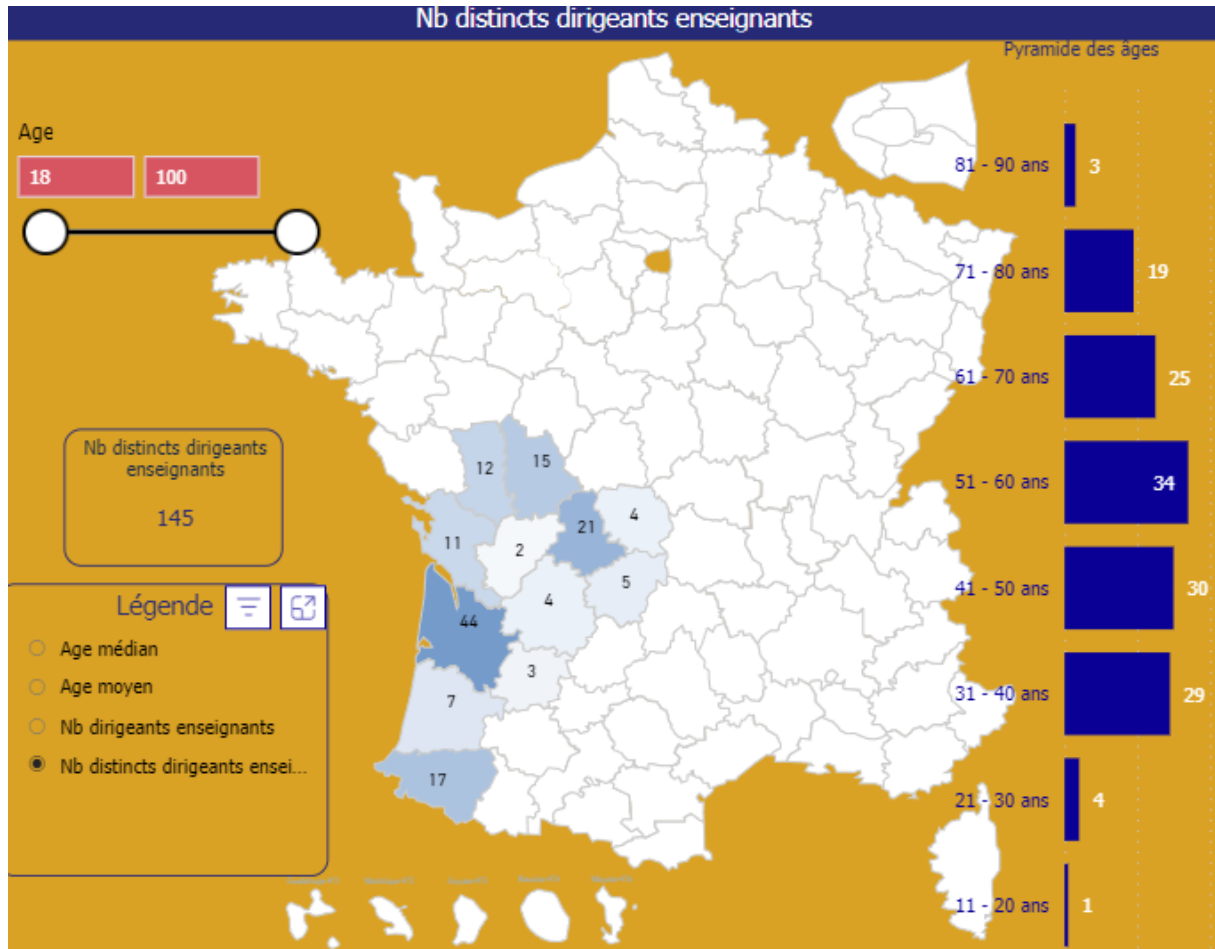 Nb distincts dirigeants enseignants
Pyramide des âges
Age
18
100
81 - 90 ans
3
71 - 80 ans
19
61 - 70 ans
25
51 - 60 ans
34
41 - 50 ans
30
31 - 40 ans
29
21 - 30 ans
4
11 - 20 ans
1
Nb distincts dirigeants
enseignants
145
12
15
21
4
11
2
5
4
44
3
7
17
Légende
Age médian
Age moyen
Nb dirigeants enseignants
Nb distincts dirigeants ensei...